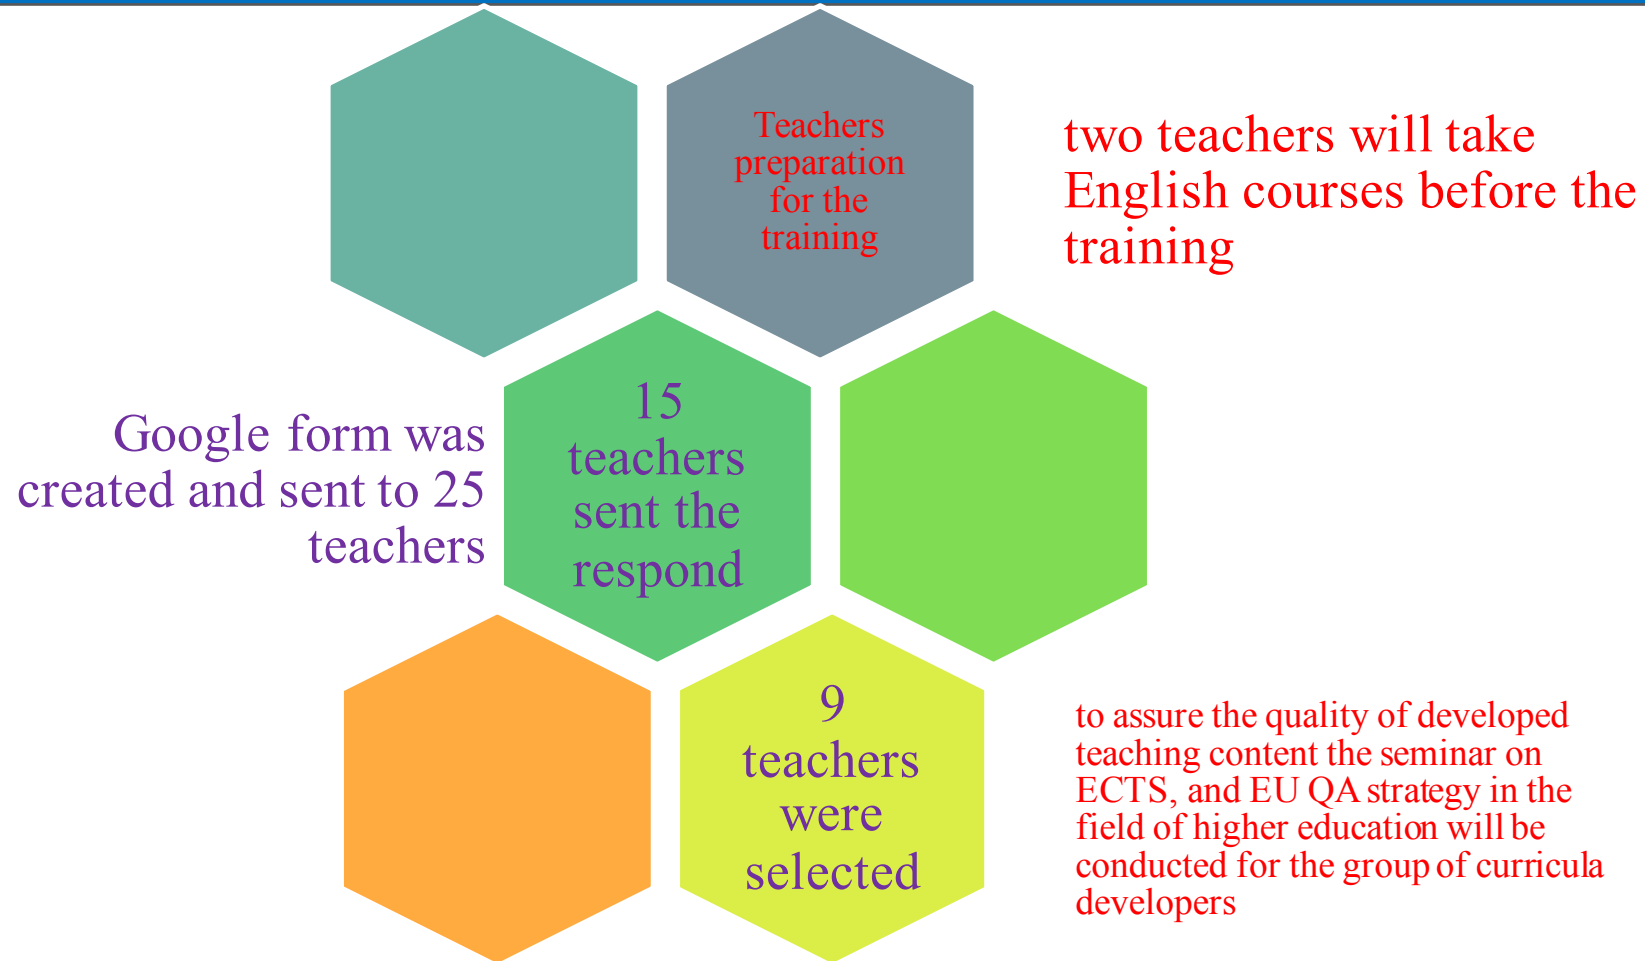 Teachers
preparation
for the
training
two teachers will take
English courses before the
training
Google form was
created and sent to 25
teachers
15
teachers
sent the
respond
9
teachers
were
selected
to assure the quality of developed
teaching content the seminar on
ECTS, and EU QA strategy in the
field of higher education will be
conducted for the group of curricula
developers